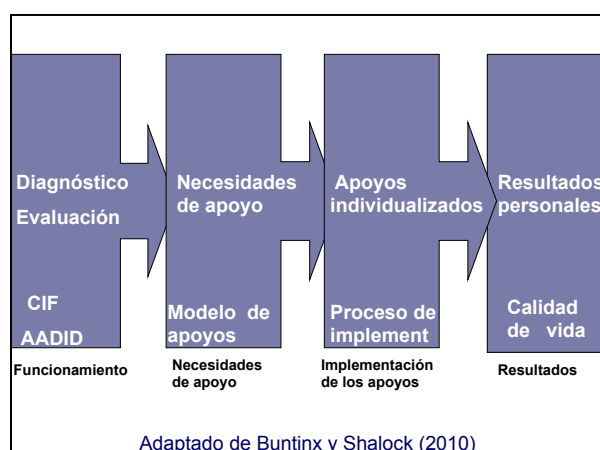 Diagnóstico
Evaluación
CIF
AADID
Necesidades
de apoyo
Modelo de
apoyos
Apoyos
individualizados
Proceso de
implement
Resultados
personales
Calidad
de vida
Funcionamiento
Necesidades
de apoyo
Implementación
de los apoyos
Resultados
Adaptado de Buntinx y Shalock (2010)